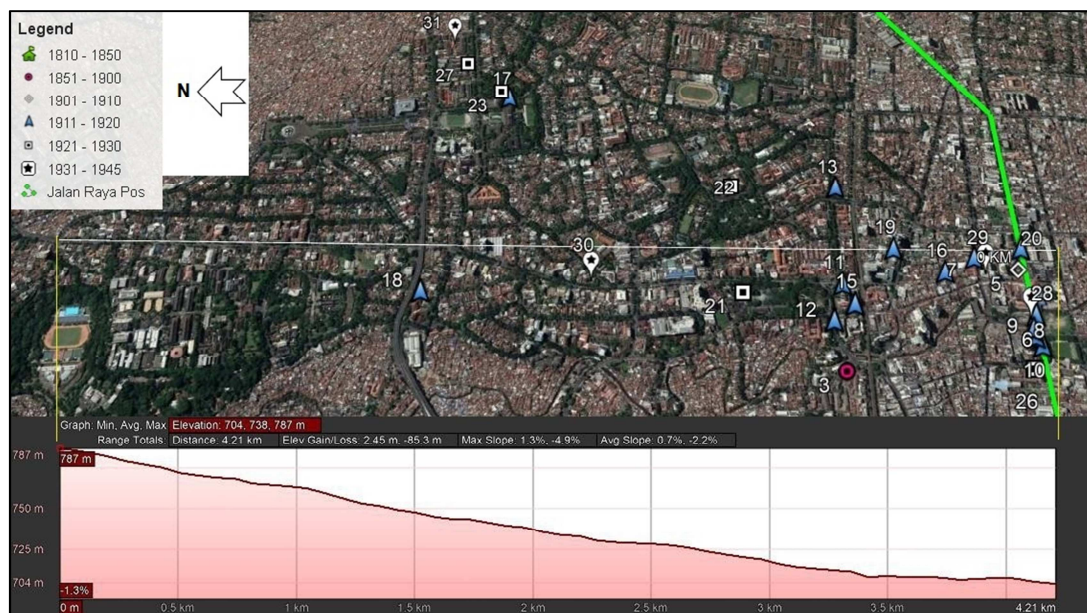 Legend
1810 - 1850
1851 - 1900
1901 - 1910
1911 - 1920
1921 - 1930
1931 - 1945
Jalan Raya Pos
N
31
27
17
23
22
13
30
18
21
19
29
20
16
7
0 KM
5
11
15
12
28
9
8
6
10
3
26
Graph: Min, Avg, Max Elevation: 704, 738, 787 m
Range Totals: Distance: 4.21 km Elev Gain/Loss: 2.45 m, -85.3 m Max Slope: 1.3%, -4.9% Avg Slope: 0.7%, -2.2%
787 m
787 m
750 m
725 m
704 m
-1.3%
0 m 0.5 km 1 km 1.5 km 2 km 2.5 km 3 km 3.5 km 4.21 km